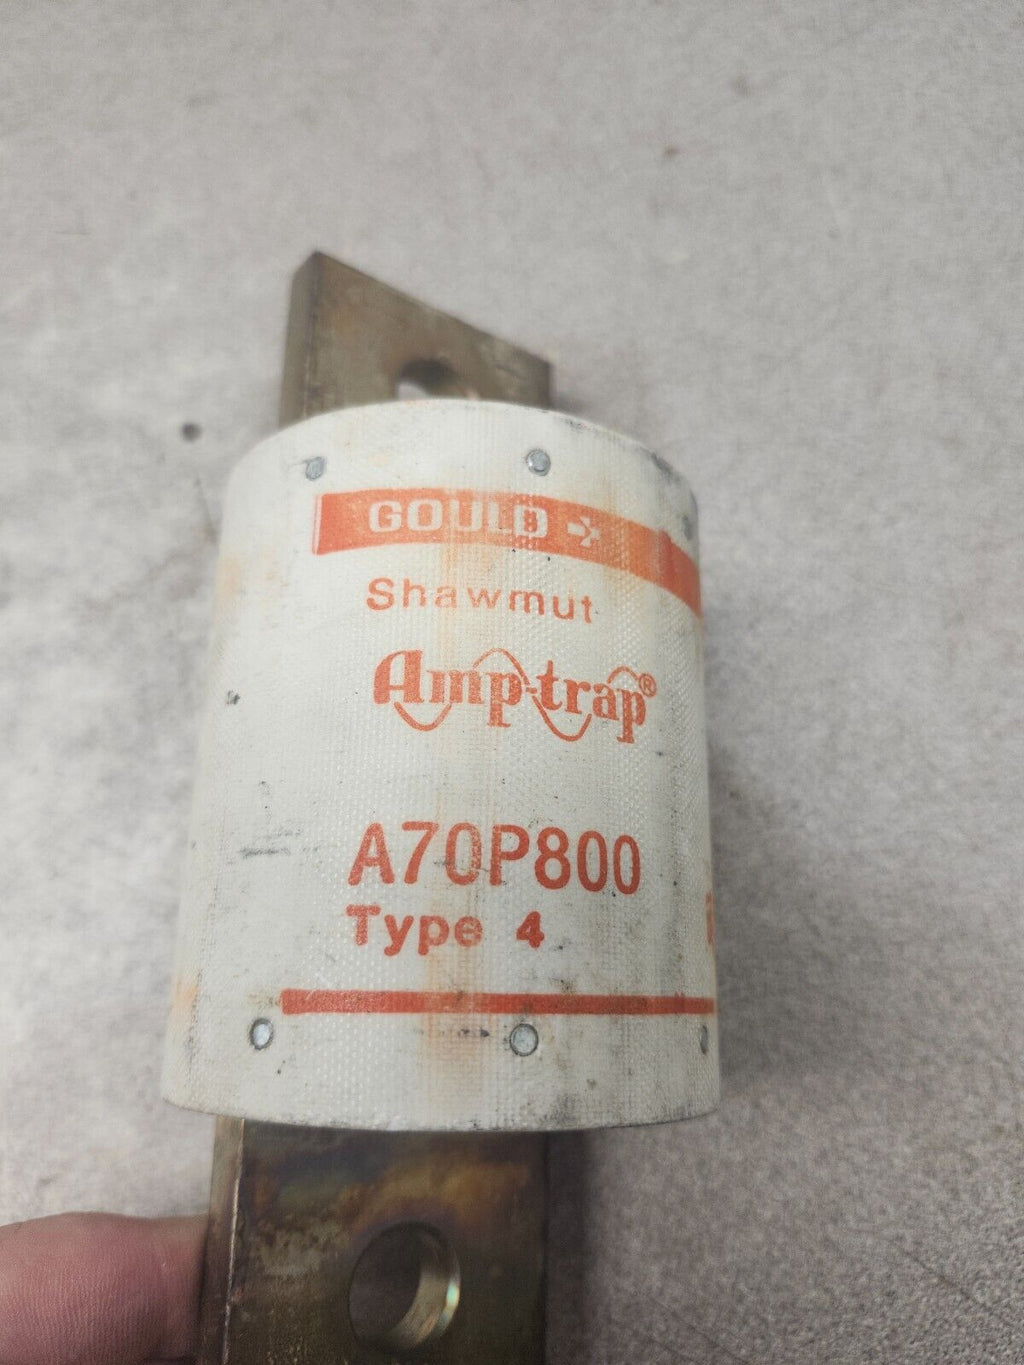 GOULD
Shawmut
Amp-trap®
A70P800
Type 4